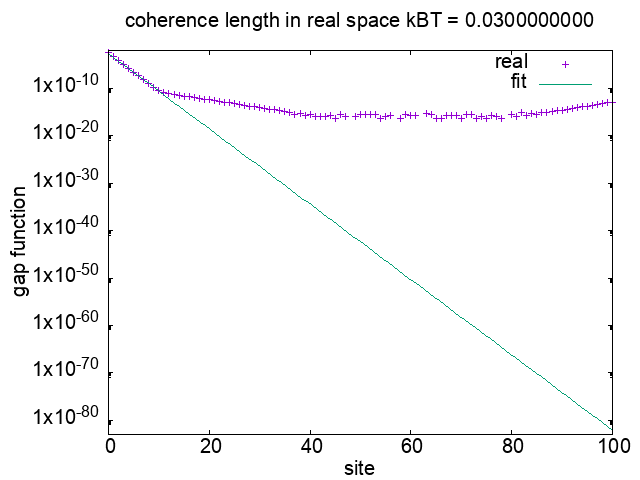 coherence length in real space kBT = 0.0300000000
real
fit
1x10^-10
1x10^-20
1x10^-30
1x10^-40
1x10^-50
1x10^-60
1x10^-70
1x10^-80
gap function
0 20 40 60 80 100
site